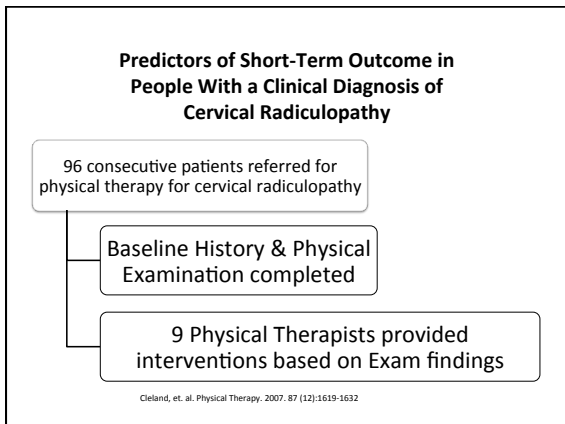 Predictors of Short-Term Outcome in
People With a Clinical Diagnosis of
Cervical Radiculopathy
96 consecutive patients referred for
physical therapy for cervical radiculopathy
Baseline History & Physical
Examination completed
9 Physical Therapists provided
interventions based on Exam findings
Cleland, et. al. Physical Therapy. 2007. 87 (12):1619-1632